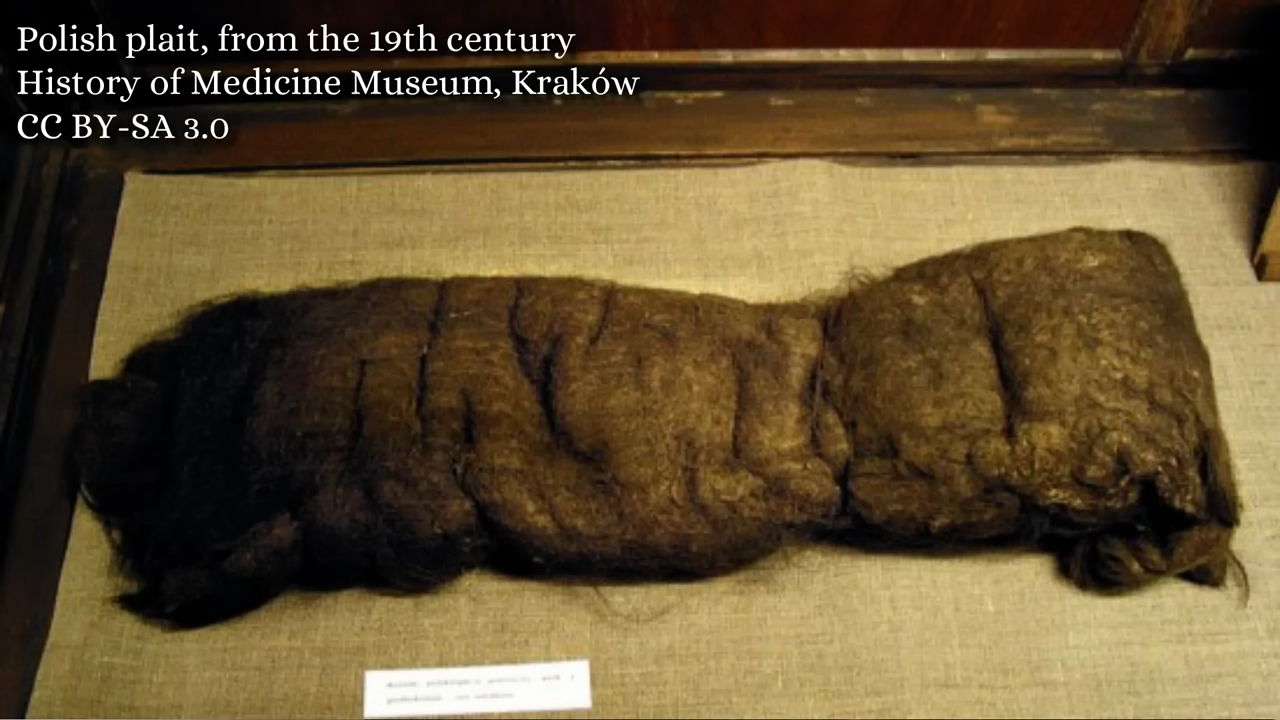 Polish plait, from the 19th century
History of Medicine Museum, Kraków
CC BY-SA 3.0